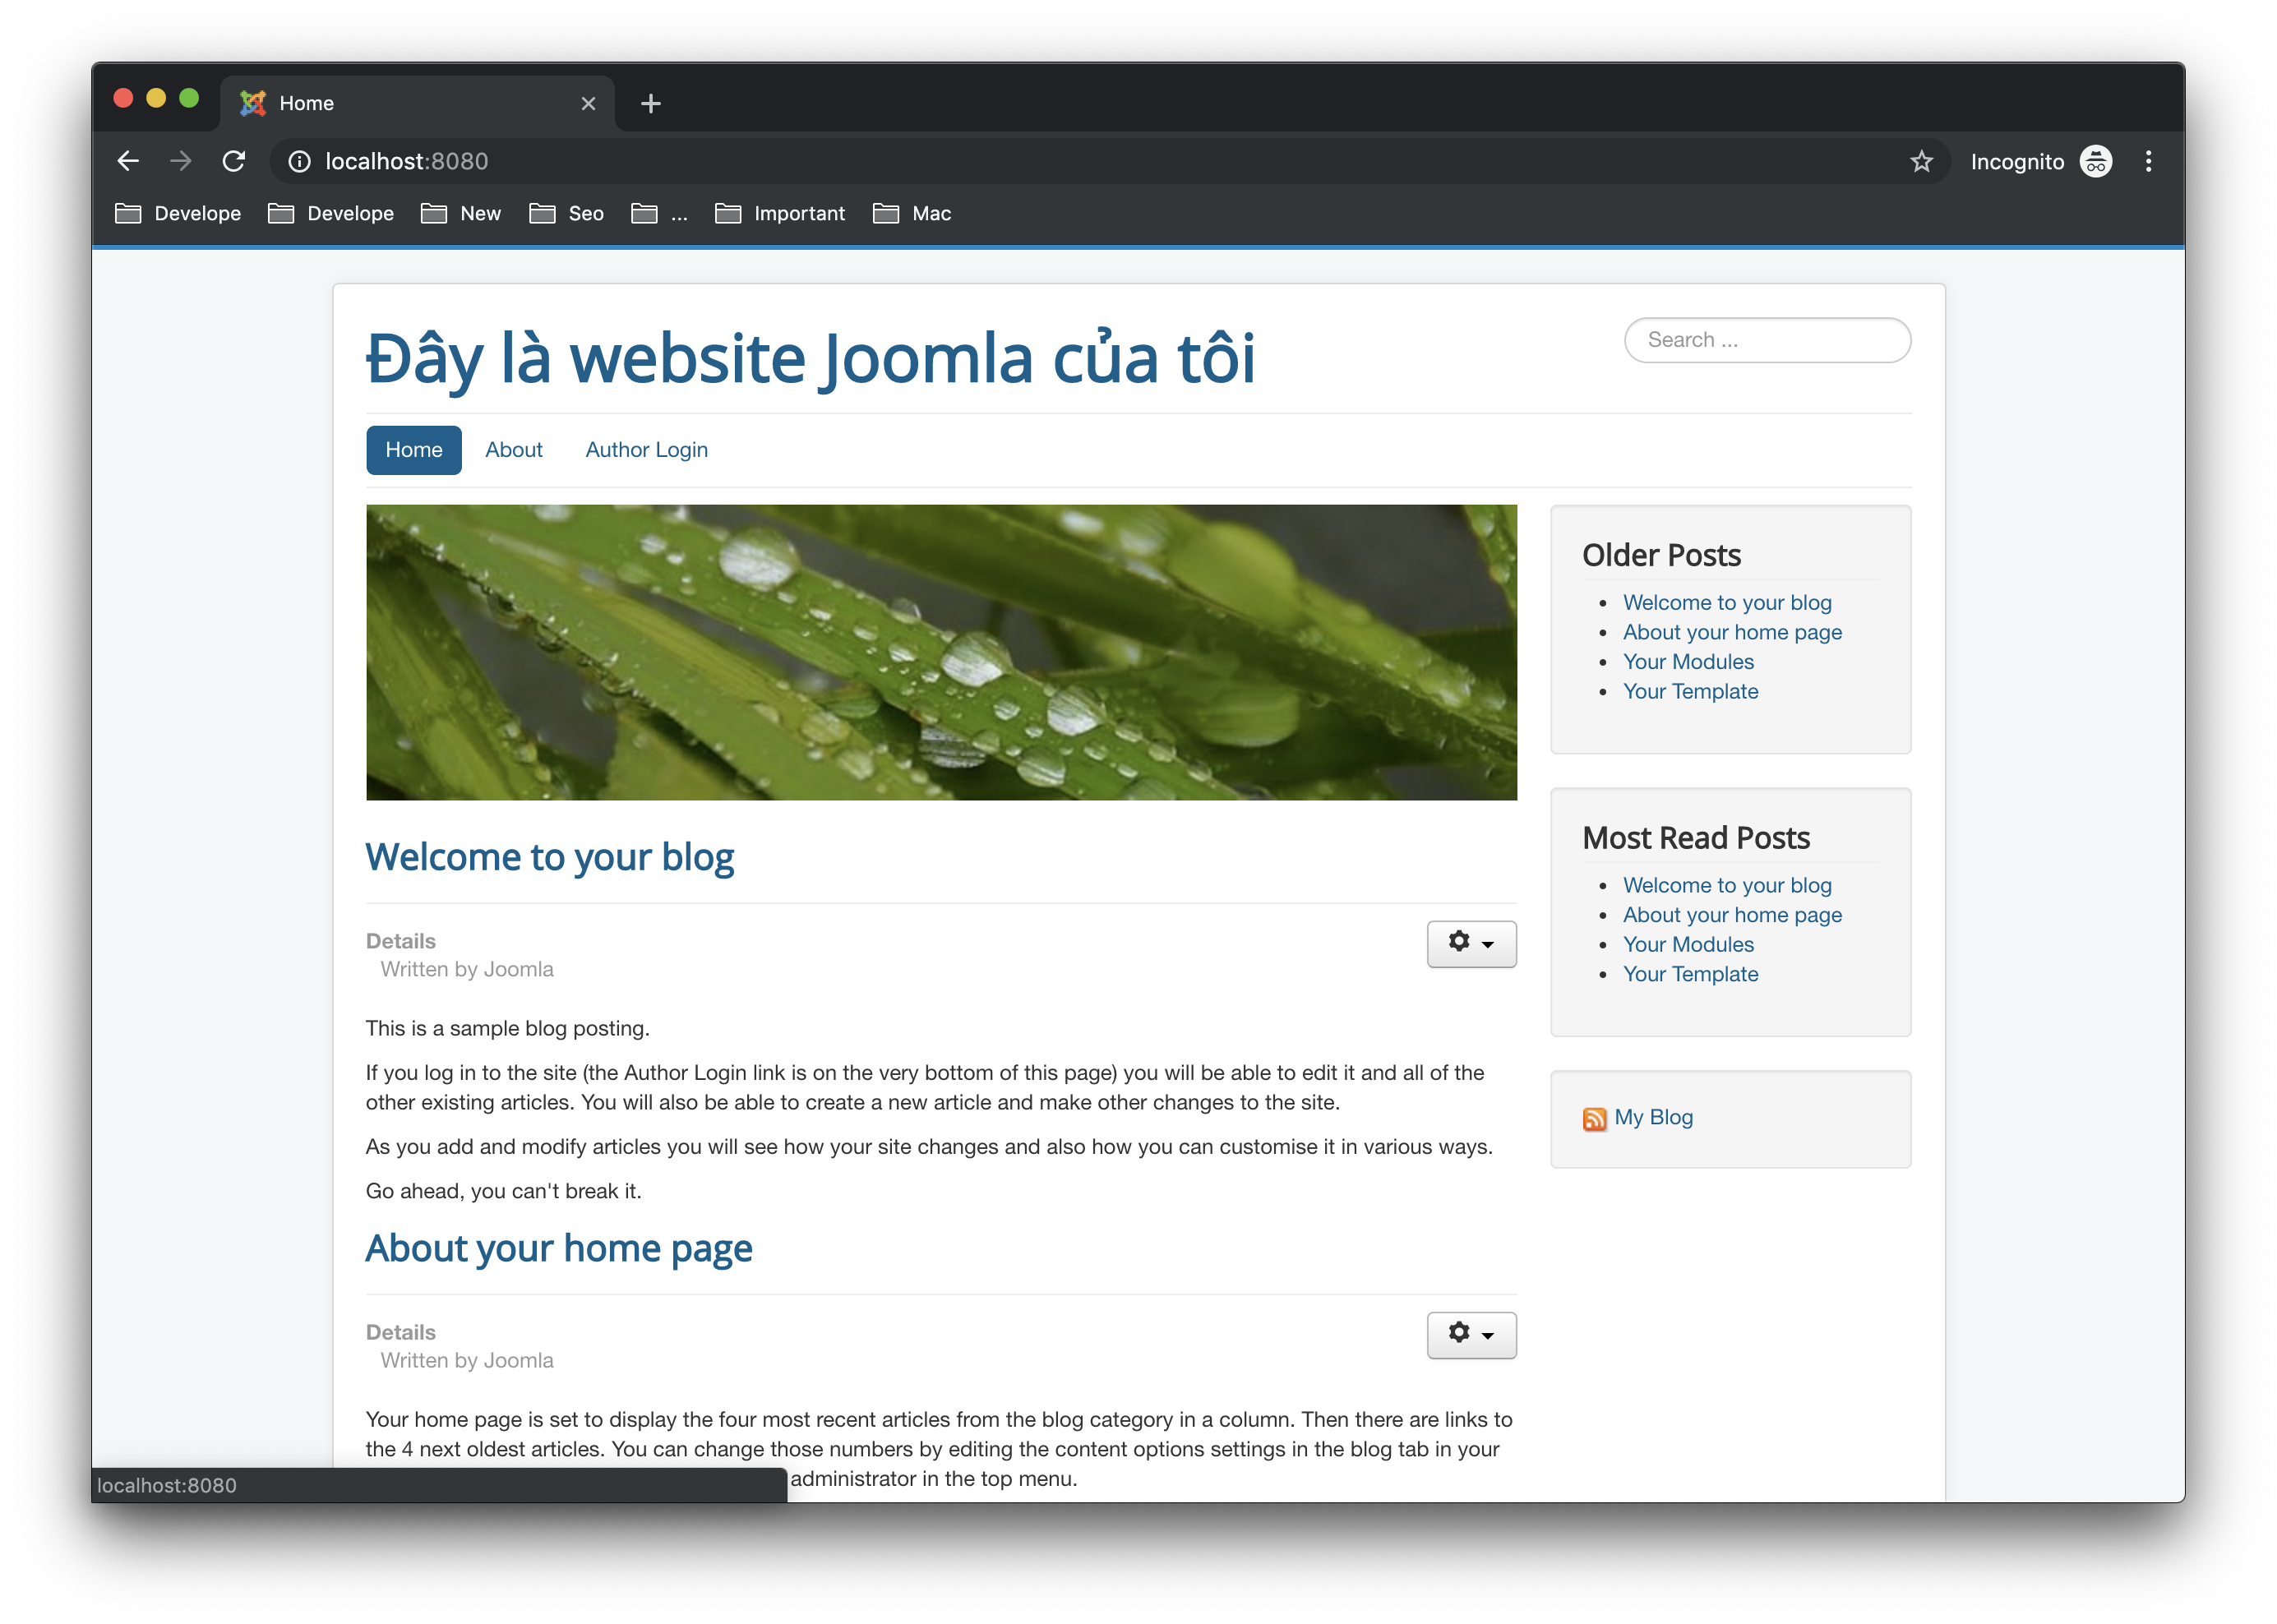 Home
localhost:8080
Incognito
Develope
Develope
New
Seo
...
Important
Mac
Đây là website Joomla của tôi
Search ...
Home
About
Author Login
Older Posts
Welcome to your blog
About your home page
Your Modules
Your Template
Most Read Posts
Welcome to your blog
About your home page
Your Modules
Your Template
My Blog
Welcome to your blog
Details
Written by Joomla
This is a sample blog posting.
If you log in to the site (the Author Login link is on the very bottom of this page) you will be able to edit it and all of the
other existing articles. You will also be able to create a new article and make other changes to the site.
As you add and modify articles you will see how your site changes and also how you can customise it in various ways.
Go ahead, you can't break it.
About your home page
Details
Written by Joomla
Your home page is set to display the four most recent articles from the blog category in a column. Then there are links to
the 4 next oldest articles. You can change those numbers by editing the content options settings in the blog tab in your
administrator in the top menu.
localhost:8080